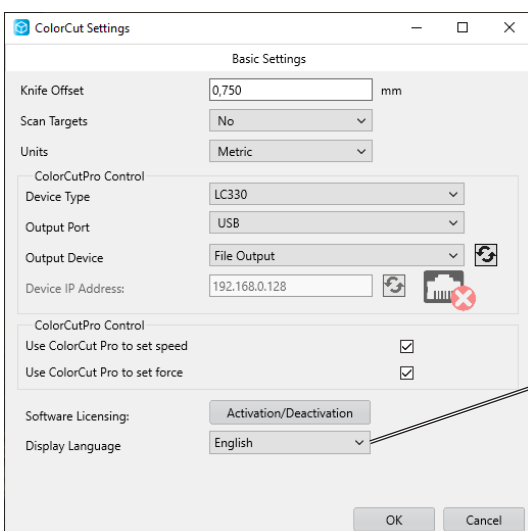 ColorCut Settings
Basic Settings
Knife Offset 0,750 mm
Scan Targets No
Units Metric
ColorCutPro Control
Device Type LC330
Output Port USB
Output Device File Output
Device IP Address: 192.168.0.128
ColorCutPro Control
Use ColorCut Pro to set speed
Use ColorCut Pro to set force
Software Licensing: Activation/Deactivation
Display Language English
OK Cancel